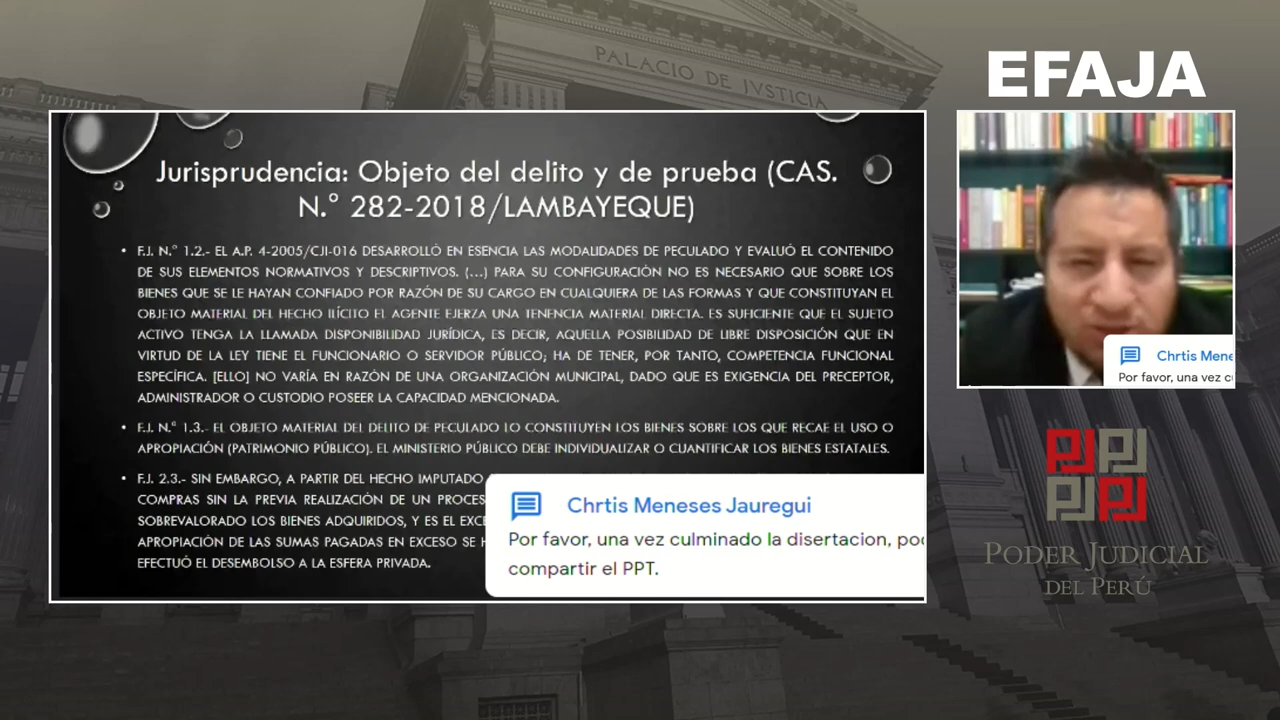 PALACIO DE JUSTICIA
EFAJA
Jurisprudencia: Objeto del delito y de prueba (CAS.
N.° 282-2018/LAMBAYEQUE)
• F.J. N.° 1.2.- EL A.P. 4-2005/CJ1-016 DESARROLLÓ EN ESENCIA LAS MODALIDADES DE PECULADO Y EVALUÓ EL CONTENIDO
DE SUS ELEMENTOS NORMATIVOS Y DESCRIPTIVOS. (...) PARA SU CONFIGURACIÓN NO ES NECESARIO QUE SOBRE LOS
BIENES QUE SE LE HAYAN CONFIADO POR RAZÓN DE SU CARGO EN CUALQUIERA DE LAS FORMAS Y QUE CONSTITUYAN EL
OBJETO MATERIAL DEL HECHO ILÍCITO EL AGENTE EJERZA UNA TENENCIA MATERIAL DIRECTA. ES SUFICIENTE QUE EL SUJETO
ACTIVO TENGA LA LLAMADA DISPONIBILIDAD JURÍDICA, ES DECIR, AQUELLA POSIBILIDAD DE LIBRE DISPOSICIÓN QUE EN
VIRTUD DE LA LEY TIENE EL FUNCIONARIO O SERVIDOR PÚBLICO; HA DE TENER, POR TANTO, COMPETENCIA FUNCIONAL
ESPECÍFICA. [ELLO] NO VARÍA EN RAZÓN DE UNA ORGANIZACIÓN MUNICIPAL, DADO QUE ES EXIGENCIA DEL PRECEPTOR,
ADMINISTRADOR O CUSTODIO POSEER LA CAPACIDAD MENCIONADA.
• F.J. N.° 1.3.- EL OBJETO MATERIAL DEL DELITO DE PECULADO LO CONSTITUYEN LOS BIENES SOBRE LOS QUE RECAE EL USO O
APROPIACIÓN (PATRIMONIO PÚBLICO). EL MINISTERIO PÚBLICO DEBE INDIVIDUALIZAR O CUANTIFICAR LOS BIENES ESTATALES.
• F.J. 2.3.- SIN EMBARGO, A PARTIR DEL HECHO IMPUTADO
COMPRAS SIN LA PREVIA REALIZACIÓN DE UN PROCES
SOBREVALORADO LOS BIENES ADQUIRIDOS, Y ES EL EXCE
APROPIACIÓN DE LAS SUMAS PAGADAS EN EXCESO SE H
EFECTUÓ EL DESEMBOLSO A LA ESFERA PRIVADA.
Chrtis Meneses Jauregui
Por favor, una vez culminado la disertacion, poc
compartir el PPT.
Chrtis Mene
Por favor, una vez c
PODER JUDICIAL
DEL PERÚ